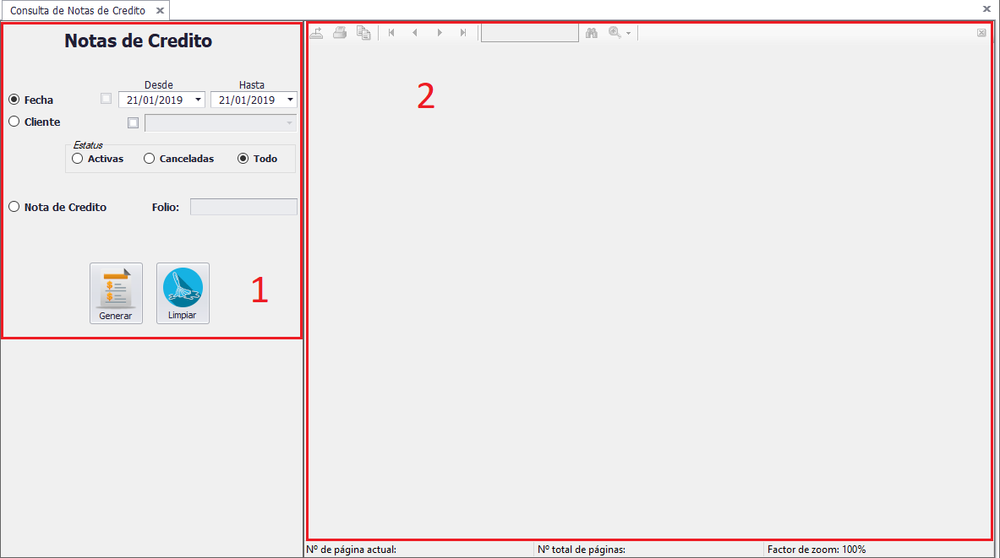 Consulta de Notas de Credito
Notas de Credito
Desde Hasta
Fecha 21/01/2019 21/01/2019
Cliente
Estatus
Activas Canceladas Todo
Nota de Credito Folio:
Generar Limpiar
1
2
Nº de página actual: Nº total de páginas: Factor de zoom: 100%